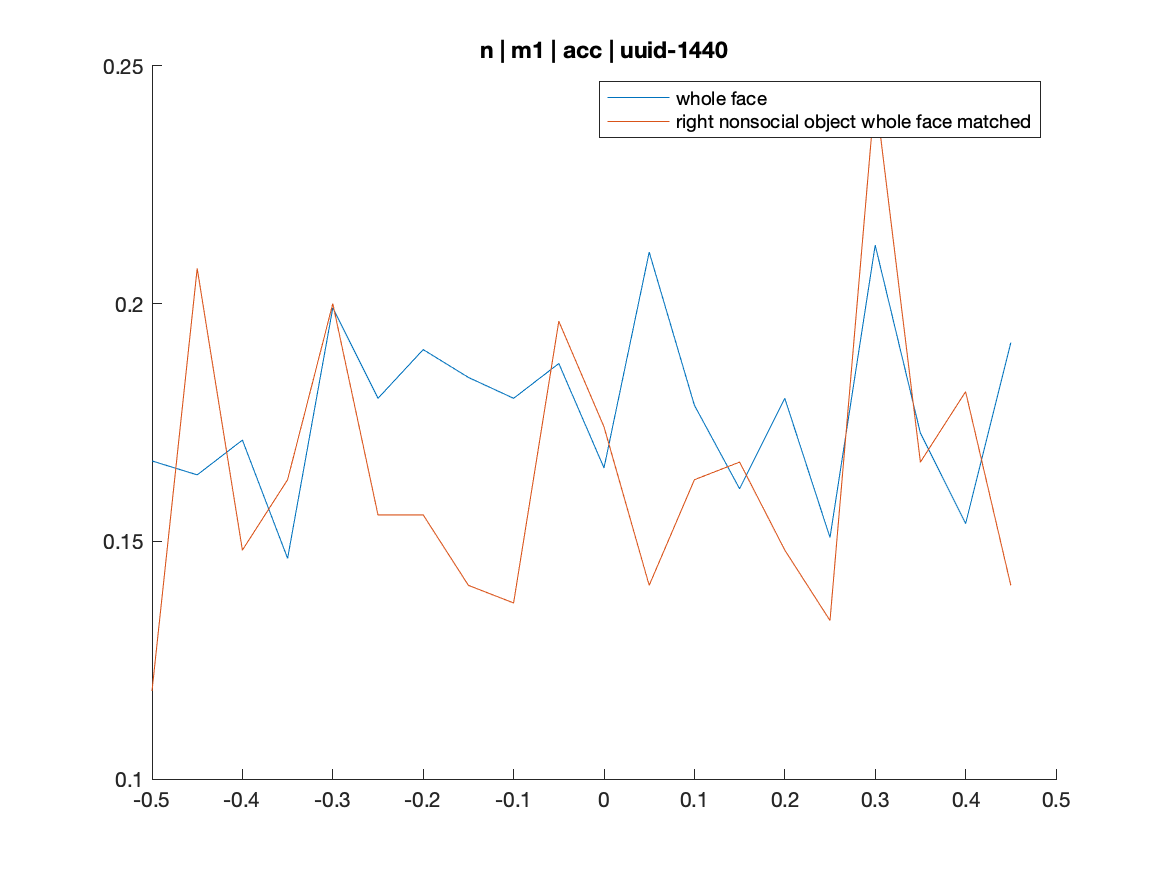 n | m1 | acc | uuid-1440
0.25
whole face
right nonsocial object whole face matched
0.2
0.15
0.1
-0.5 -0.4 -0.3 -0.2 -0.1 0 0.1 0.2 0.3 0.4 0.5